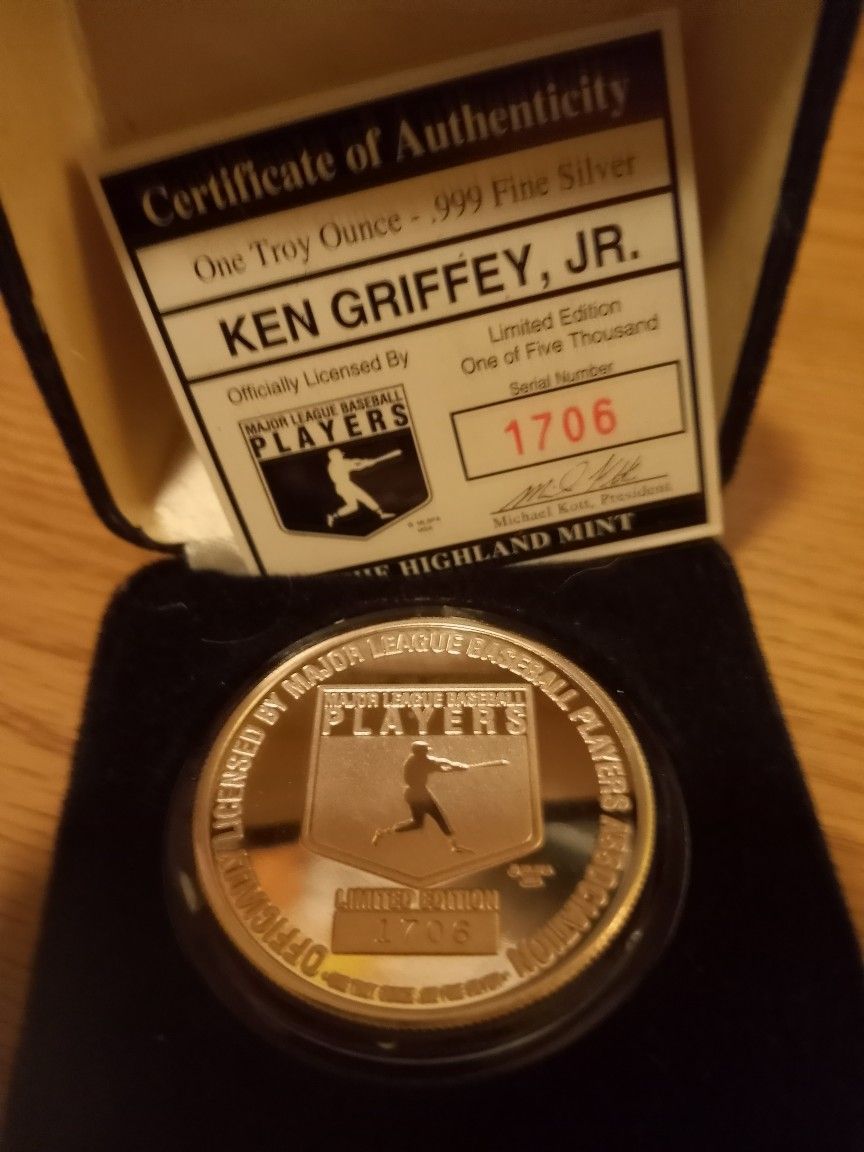 Certificate of Authenticity
One Troy Ounce - .999 Fine Silver
KEN GRIFFEY, JR.
Officially Licensed By
MAJOR LEAGUE BASEBALL
PLAYERS
© MLBPA
Limited Edition
One of Five Thousand
Serial Number
1706
Michael Kott, President
THE HIGHLAND MINT
OFFICIALLY LICENSED BY MAJOR LEAGUE BASEBALL PLAYERS ASSOCIATION
MAJOR LEAGUE BASEBALL
PLAYERS
LIMITED EDITION
1706